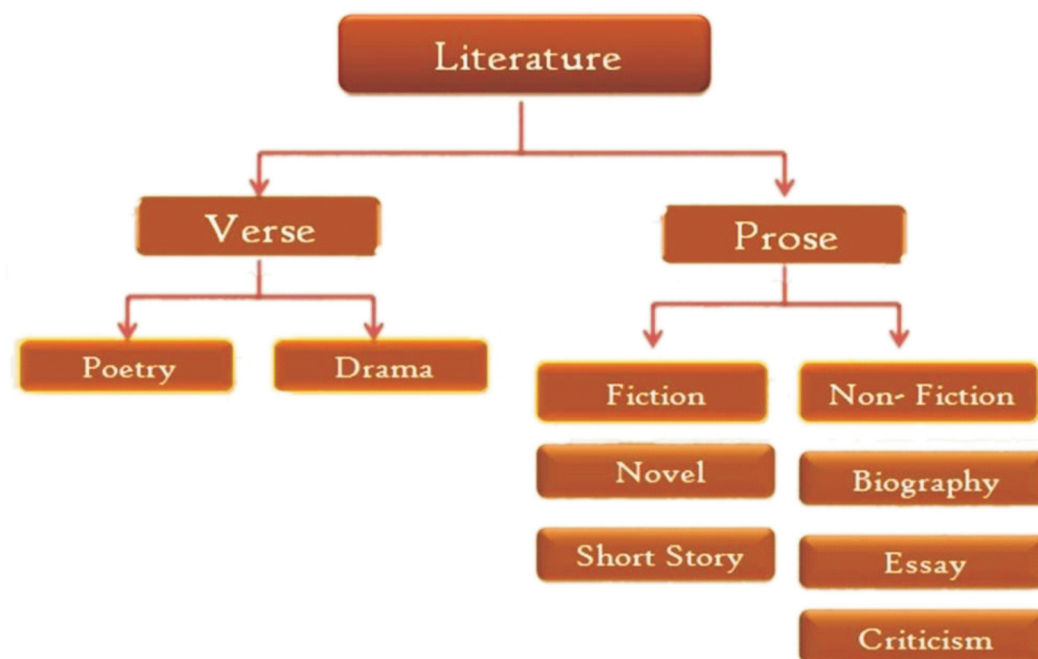 Literature
Verse
Prose
Poetry
Drama
Fiction
Non- Fiction
Novel
Biography
Short Story
Essay
Criticism